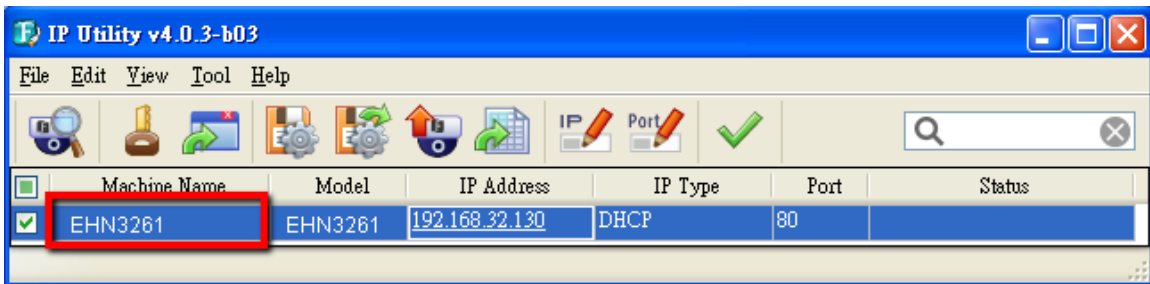 IP Utility v4.0.3-b03
File Edit View Tool Help
IP Port
Machine Name Model IP Address IP Type Port Status
EHN3261 EHN3261 192.168.32.130 DHCP 80